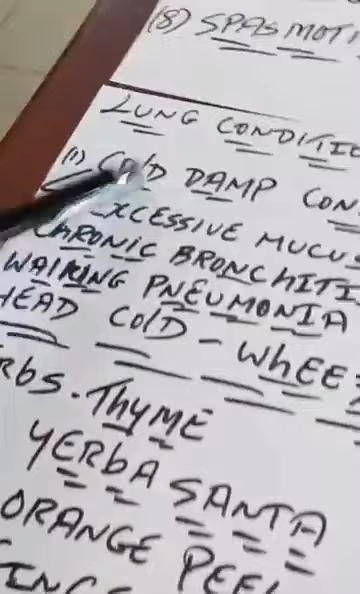 (8) SPASMOTI
LUNG CONDITIO
(1) COLD DAMP CON
EXCESSIVE MUCUS
CHRONIC BRONCHITI
WALKING PNEUMONIA
HEAD COLD - WHEE
RBS. THYME
YERBA SANTA
ORANGE PEEL